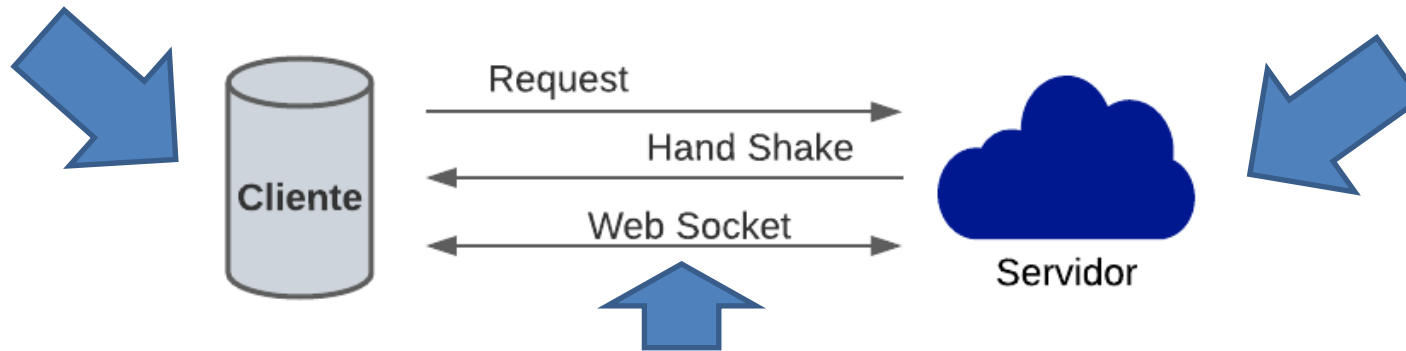 Request
Hand Shake
Cliente
Web Socket
Servidor